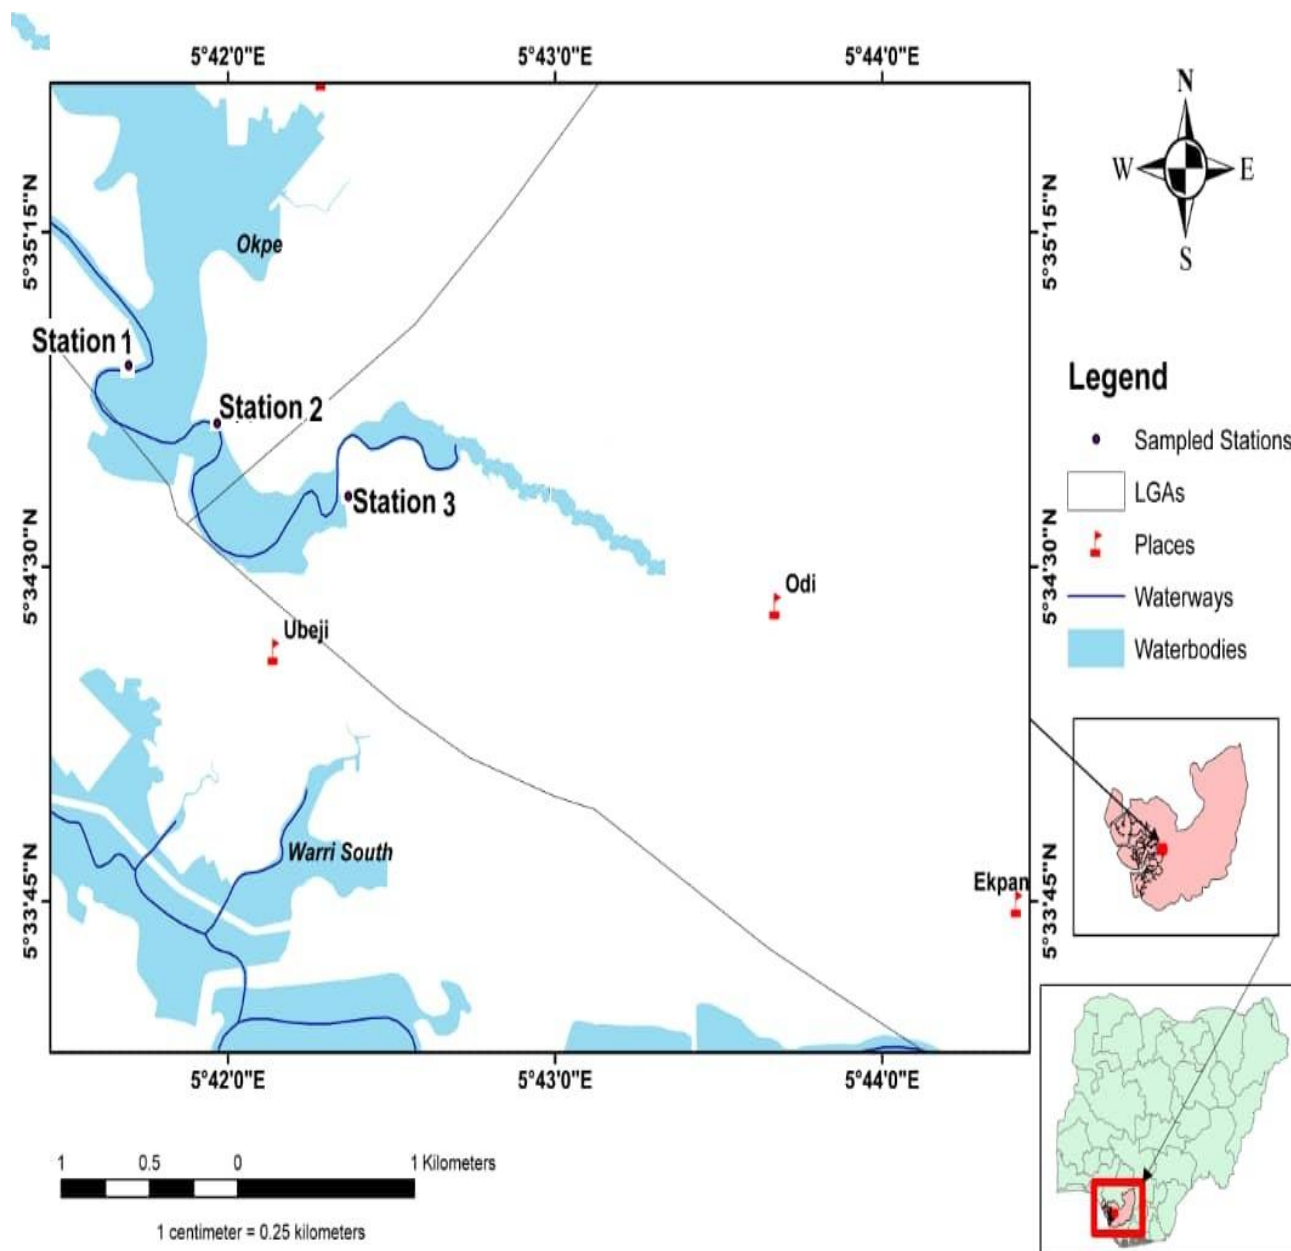 5°42'0"E
5°43'0"E
5°44'0"E
N
W
E
S
5°35'15"N
5°35'15"N
Okpe
Station 1
Station 2
Station 3
Legend
Sampled Stations
LGAs
Places
Waterways
Waterbodies
5°34'30"N
5°34'30"N
Odi
Ubeji
Warri South
Ekpan
5°33'45"N
5°33'45"N
5°42'0"E
5°43'0"E
5°44'0"E
1 0.5 0 1 Kilometers
1 centimeter = 0.25 kilometers